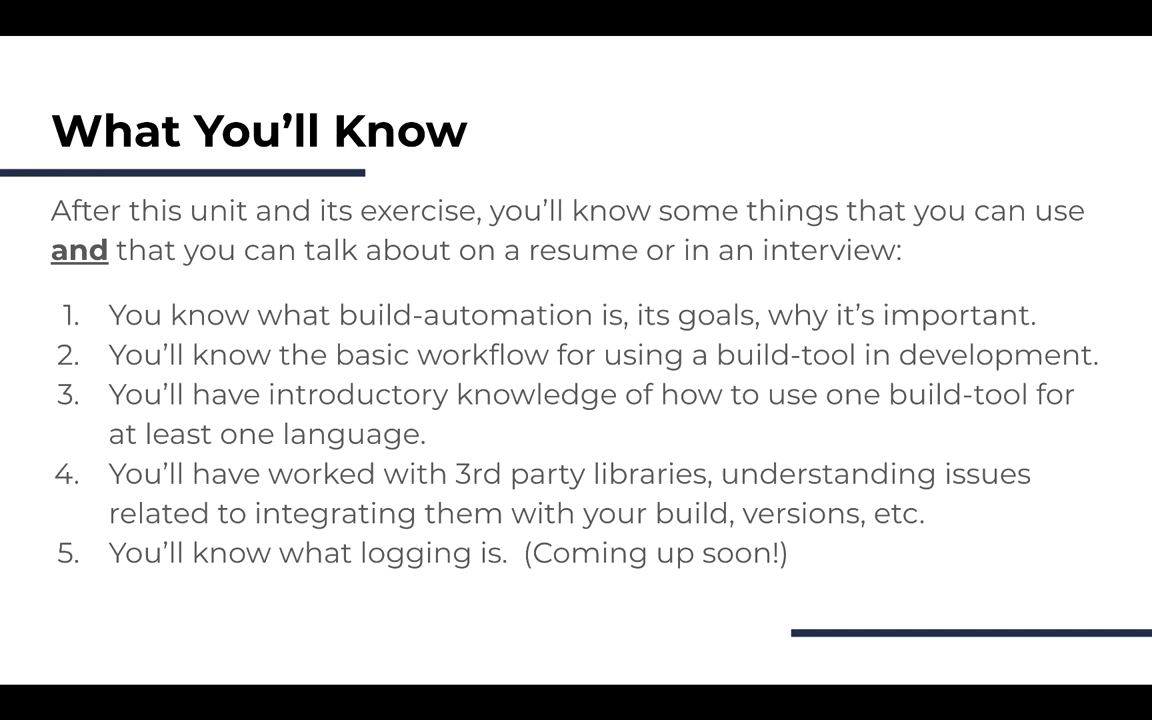 What You’ll Know
After this unit and its exercise, you’ll know some things that you can use
and that you can talk about on a resume or in an interview:
1. You know what build-automation is, its goals, why it’s important.
2. You’ll know the basic workflow for using a build-tool in development.
3. You’ll have introductory knowledge of how to use one build-tool for
at least one language.
4. You’ll have worked with 3rd party libraries, understanding issues
related to integrating them with your build, versions, etc.
5. You’ll know what logging is.  (Coming up soon!)